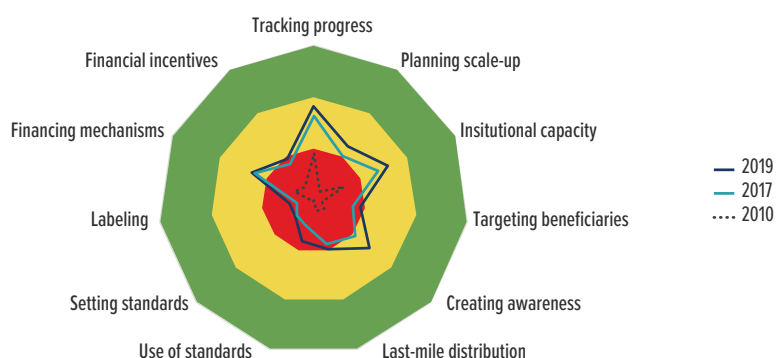 Tracking progress
Financial incentives
Planning scale-up
Financing mechanisms
Insitutional capacity
2019
2017
2010
Labeling
Targeting beneficiaries
Setting standards
Creating awareness
Use of standards
Last-mile distribution